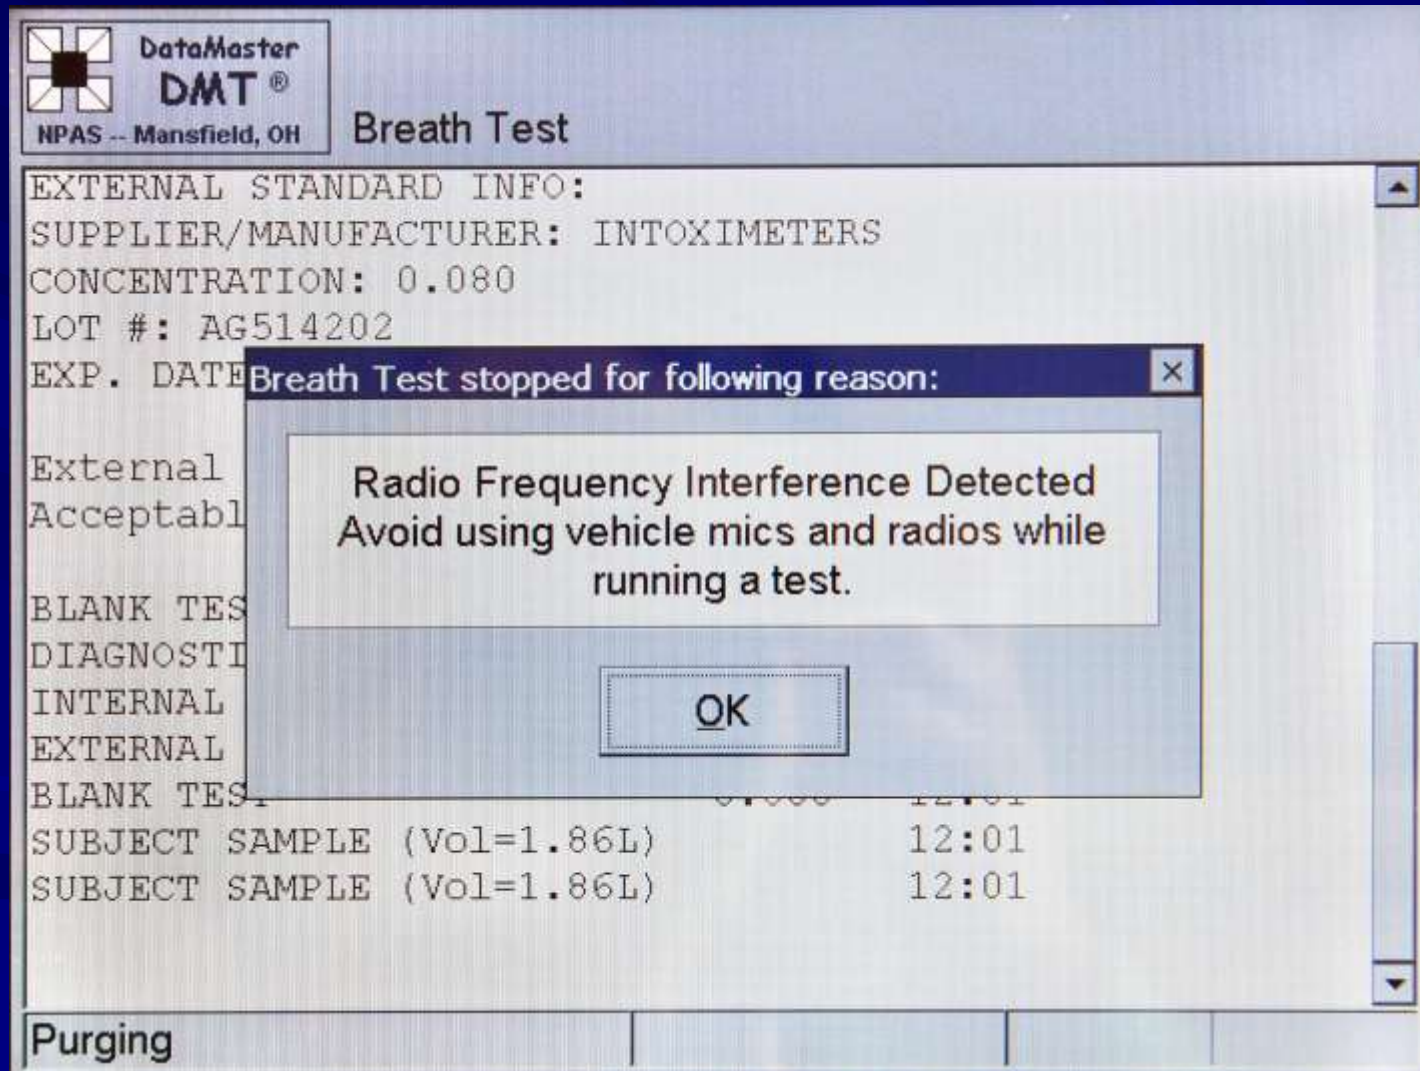 DataMaster
DMT ®
NPAS -- Mansfield, OH
Breath Test
EXTERNAL STANDARD INFO:
SUPPLIER/MANUFACTURER: INTOXIMETERS
CONCENTRATION: 0.080
LOT #: AG514202
EXP. DATE
Breath Test stopped for following reason:
Radio Frequency Interference Detected
Avoid using vehicle mics and radios while
running a test.
OK
External
BLANK
INTERNAL
EXTERNAL
BLANK
SUBJECT SAMPLE (Vol=1.86L) 12:01
SUBJECT SAMPLE (Vol=1.86L) 12:01
Purging